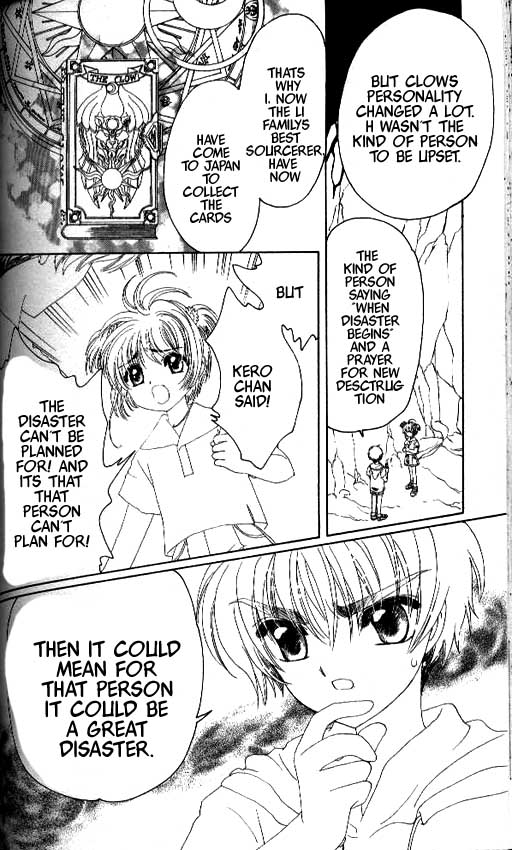 BUT CLOWS
PERSONALITY
CHANGED A LOT.
H WASN'T THE
KIND OF PERSON
TO BE UPSET.
THE
KIND OF
PERSON
SAYING
"WHEN
DISASTER
BEGINS"
AND A
PRAYER
FOR NEW
DESCTRUG
TION
THATS
WHY
I. NOW
THE LI
FAMILYS
BEST
SOURCERER,
HAVE
NOW
HAVE
COME
TO JAPAN
TO
COLLECT
THE
CARDS
THE CLOW
BUT
KERO
CHAN
SAID!
THE
DISASTER
CAN'T BE
PLANNED
FOR! AND
ITS THAT
THAT
PERSON
CAN'T
PLAN FOR!
THEN IT COULD
MEAN FOR
THAT PERSON
IT COULD BE
A GREAT
DISASTER.